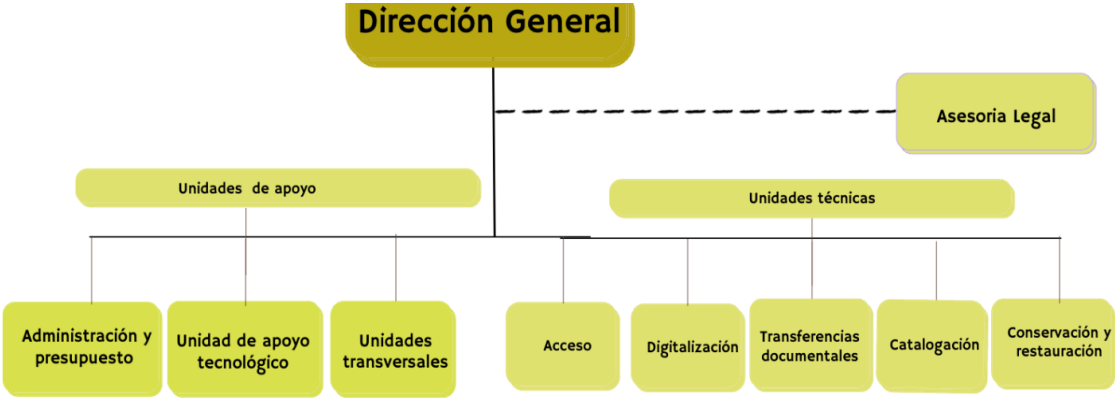 Dirección General
Asesoria Legal
Unidades de apoyo
Unidades técnicas
Administración y
presupuesto
Unidad de apoyo
tecnológico
Unidades
transversales
Acceso
Digitalización
Transferencias
documentales
Catalogación
Conservación y
restauración